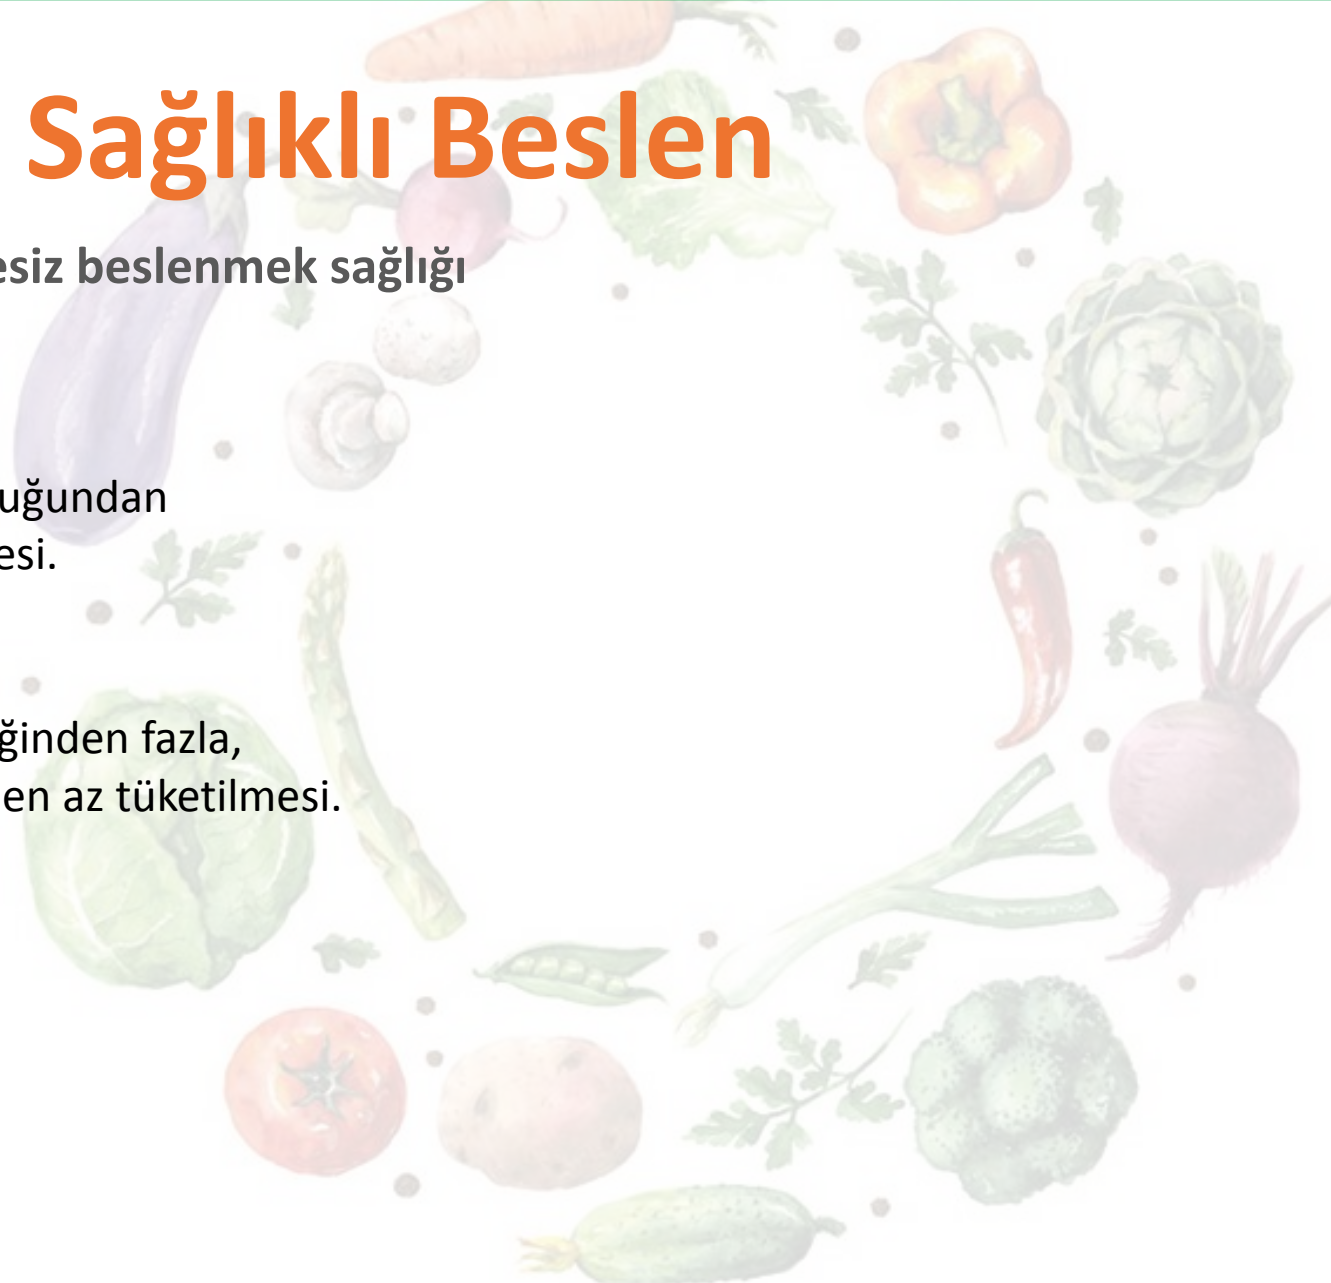 Sağlıklı Beslen
esiz beslenmek sağlığı
uğundan
esi.
ğinden fazla,
en az tüketilmesi.